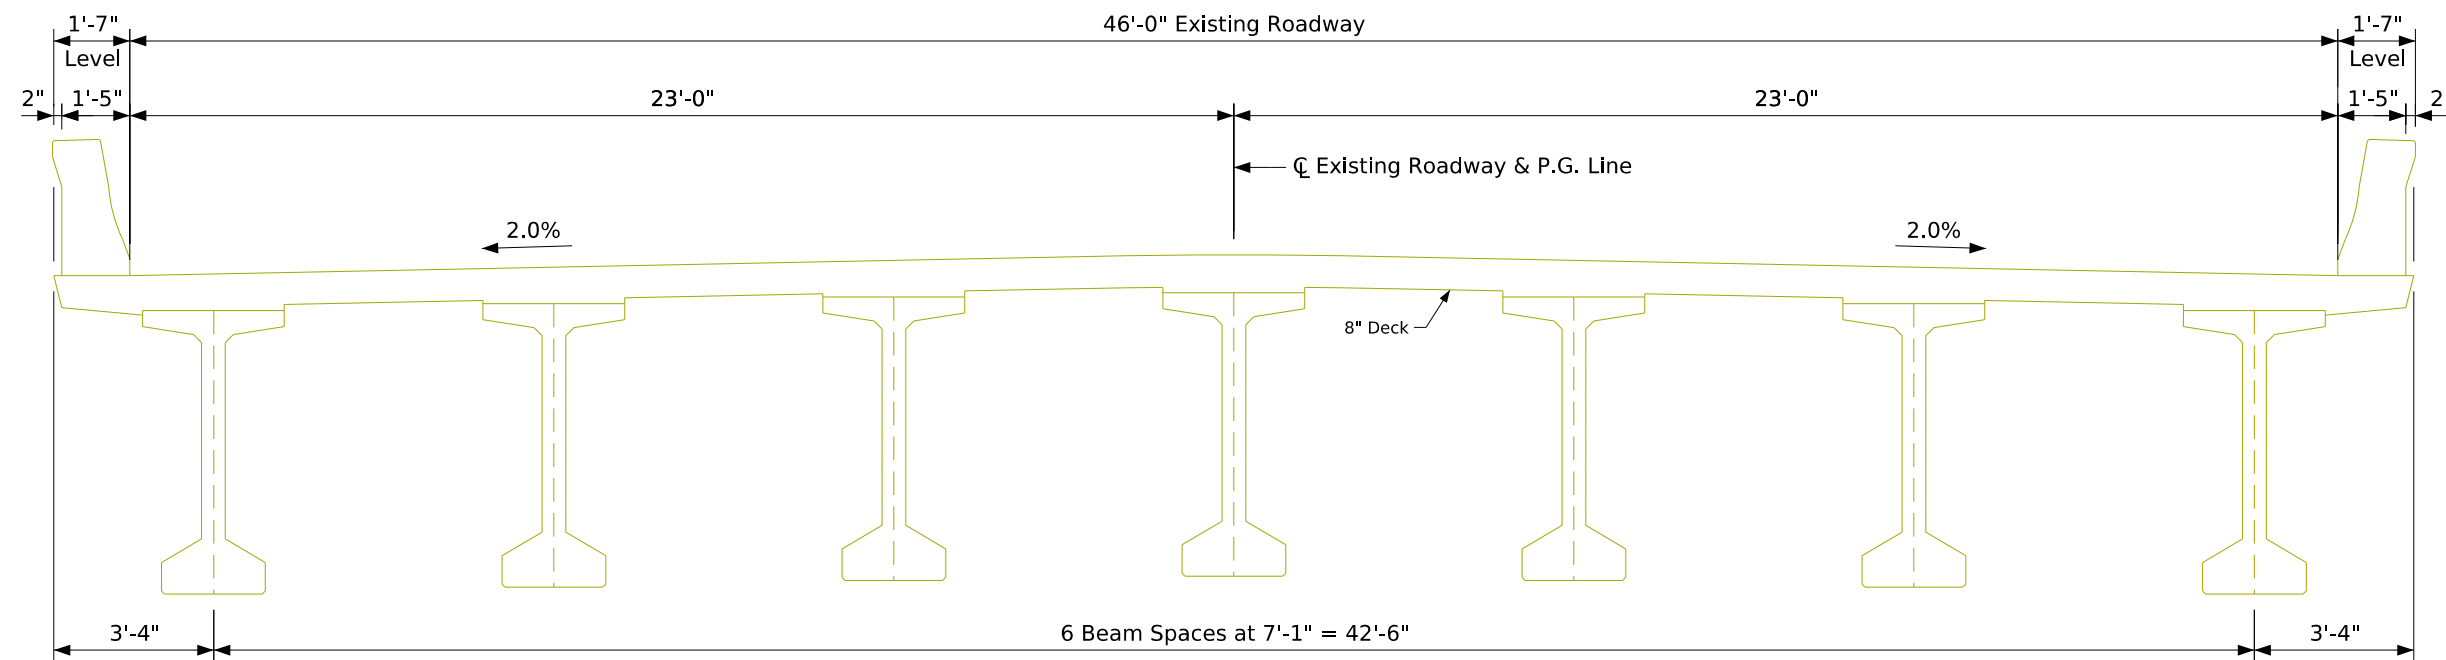 1'-7"
46'-0" Existing Roadway
1'-7"
Level
Level
2"
1'-5"
23'-0"
23'-0"
1'-5"
2
℄ Existing Roadway & P.G. Line
2.0%
2.0%
8" Deck
3'-4"
6 Beam Spaces at 7'-1" = 42'-6"
3'-4"